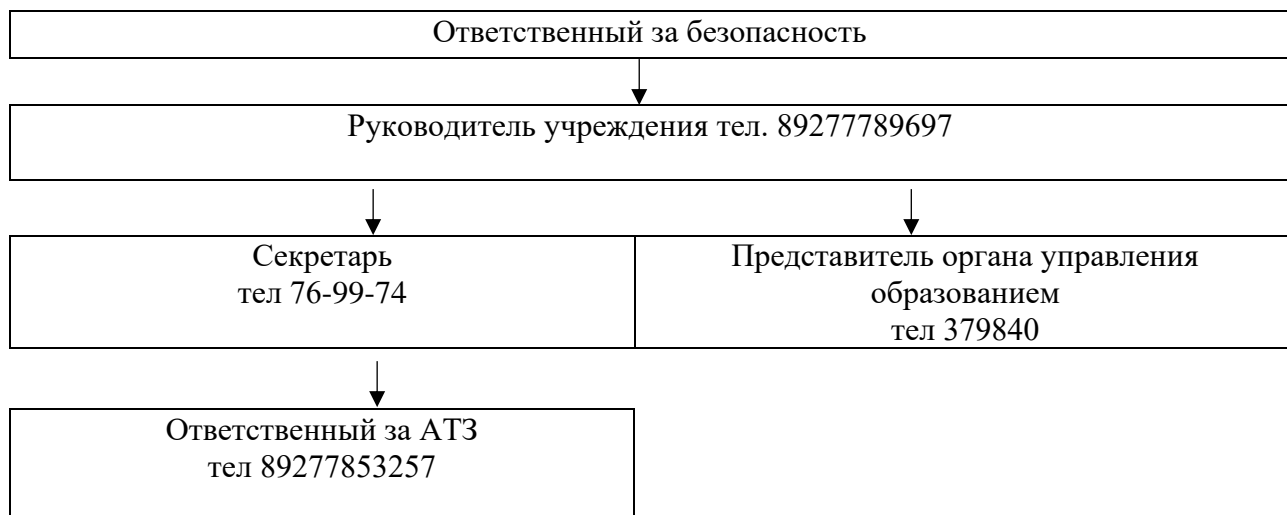 Ответственный за безопасность
Руководитель учреждения тел. 89277789697
Секретарь
тел 76-99-74
Представитель органа управления
образованием
тел 379840
Ответственный за АТЗ
тел 89277853257